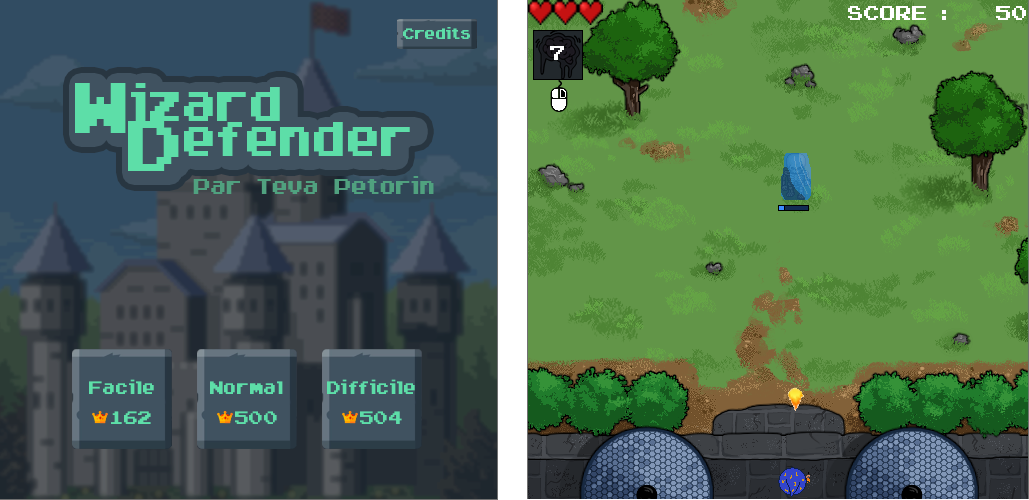 Credits
Wizard
Defender
Par Teva Petorin
Facile
162
Normal
500
Difficile
504
SCORE : 50
7